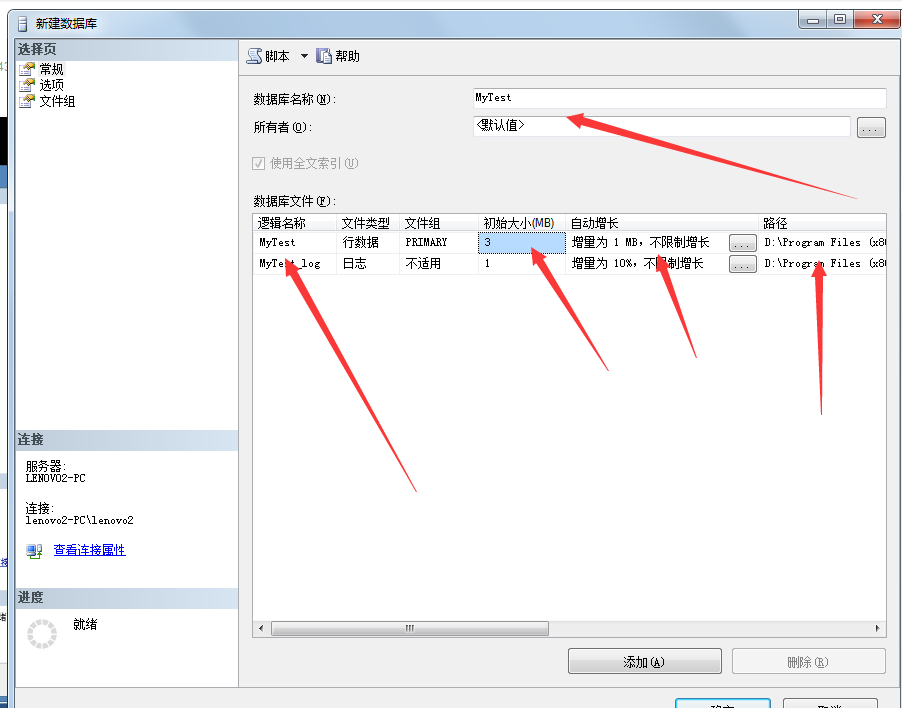 新建数据库
选择页
常规
选项
文件组
脚本 帮助
数据库名称(N): MyTest
所有者(O): <默认值> ...
使用全文索引(U)
数据库文件(F):
逻辑名称 文件类型 文件组 初始大小(MB) 自动增长 路径
MyTest 行数据 PRIMARY 3 增量为 1 MB，不限制增长 ... D:\Program Files (x8
MyTest_log 日志 不适用 1 增量为 10%，不限制增长 ... D:\Program Files (x8
连接
服务器:
LENOVO2-PC
连接:
lenovo2-PC\lenovo2
查看连接属性
进度
就绪
添加(A) 删除(R)
确定 取消